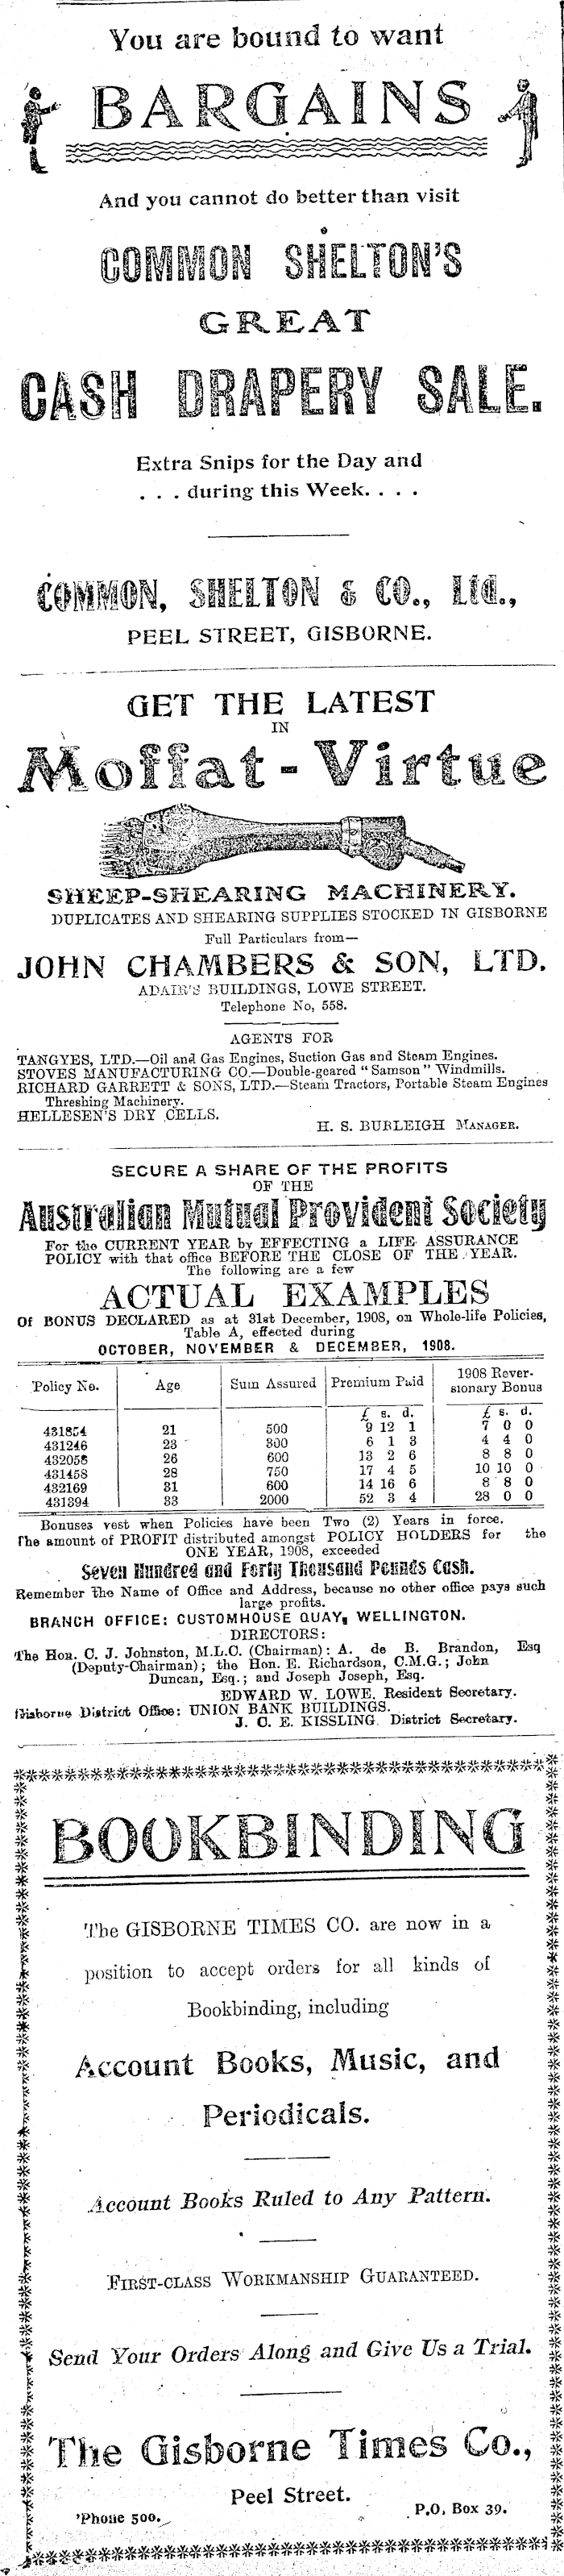 You are bound to want
BARGAINS
And you cannot do better than visit
COMMON SHELTON'S
GREAT
CASH DRAPERY SALE.
Extra Snips for the Day and
. . . during this Week. . . .
COMMON, SHELTON & CO., Ltd.,
PEEL STREET, GISBORNE.
GET THE LATEST
IN
Moffat-Virtue
SHEEP-SHEARING MACHINERY.
DUPLICATES AND SHEARING SUPPLIES STOCKED IN GISBORNE
Full Particulars from—
JOHN CHAMBERS & SON, LTD.
ADAIR'S BUILDINGS, LOWE STREET.
Telephone No, 558.
AGENTS FOR
TANGYES, LTD.—Oil and Gas Engines, Suction Gas and Steam Engines.
STOVES MANUFACTURING CO.—Double-geared "Samson" Windmills.
RICHARD GARRETT & SONS, LTD.—Steam Tractors, Portable Steam Engines
Threshing Machinery.
HELLESEN'S DRY CELLS.
H. S. BURLEIGH MANAGER.
SECURE A SHARE OF THE PROFITS
OF THE
Australian Mutual Provident Society
For the CURRENT YEAR by EFFECTING a LIFE ASSURANCE
POLICY with that office BEFORE THE CLOSE OF THE YEAR.
The following are a few
ACTUAL EXAMPLES
Of BONUS DECLARED as at 31st December, 1908, on Whole-life Policies,
Table A, effected during
OCTOBER, NOVEMBER & DECEMBER, 1908.
Policy No. Age Sum Assured Premium Paid 1908 Rever-
sionary Bonus
£ s. d. £ s. d.
431854 21 500 9 12 1 7 0 0
431246 23 300 6 1 3 4 4 0
432058 26 600 13 2 6 8 8 0
431458 28 750 17 4 5 10 10 0
432169 31 600 14 16 6 8 8 0
431394 33 2000 52 3 4 28 0 0
Bonuses vest when Policies have been Two (2) Years in force.
The amount of PROFIT distributed amongst POLICY HOLDERS for the
ONE YEAR, 1908, exceeded
Seven Hundred and Forty Thousand Pounds Cash.
Remember the Name of Office and Address, because no other office pays such
large profits.
BRANCH OFFICE: CUSTOMHOUSE QUAY, WELLINGTON.
DIRECTORS:
The Hon. C. J. Johnston, M.L.C. (Chairman); A. de B. Brandon, Esq
(Deputy-Chairman); the Hon. E. Richardson, C.M.G.; John
Duncan, Esq.; and Joseph Joseph, Esq.
EDWARD W. LOWE, Resident Secretary.
Gisborne District Office: UNION BANK BUILDINGS.
J. C. E. KISSLING. District Secretary.
BOOKBINDING
The GISBORNE TIMES CO. are now in a
position to accept orders for all kinds of
Bookbinding, including
Account Books, Music, and
Periodicals.
Account Books Ruled to Any Pattern.
FIRST-CLASS WORKMANSHIP GUARANTEED.
Send Your Orders Along and Give Us a Trial.
The Gisborne Times Co.,
Peel Street.
'Phone 500. P.O. Box 39.